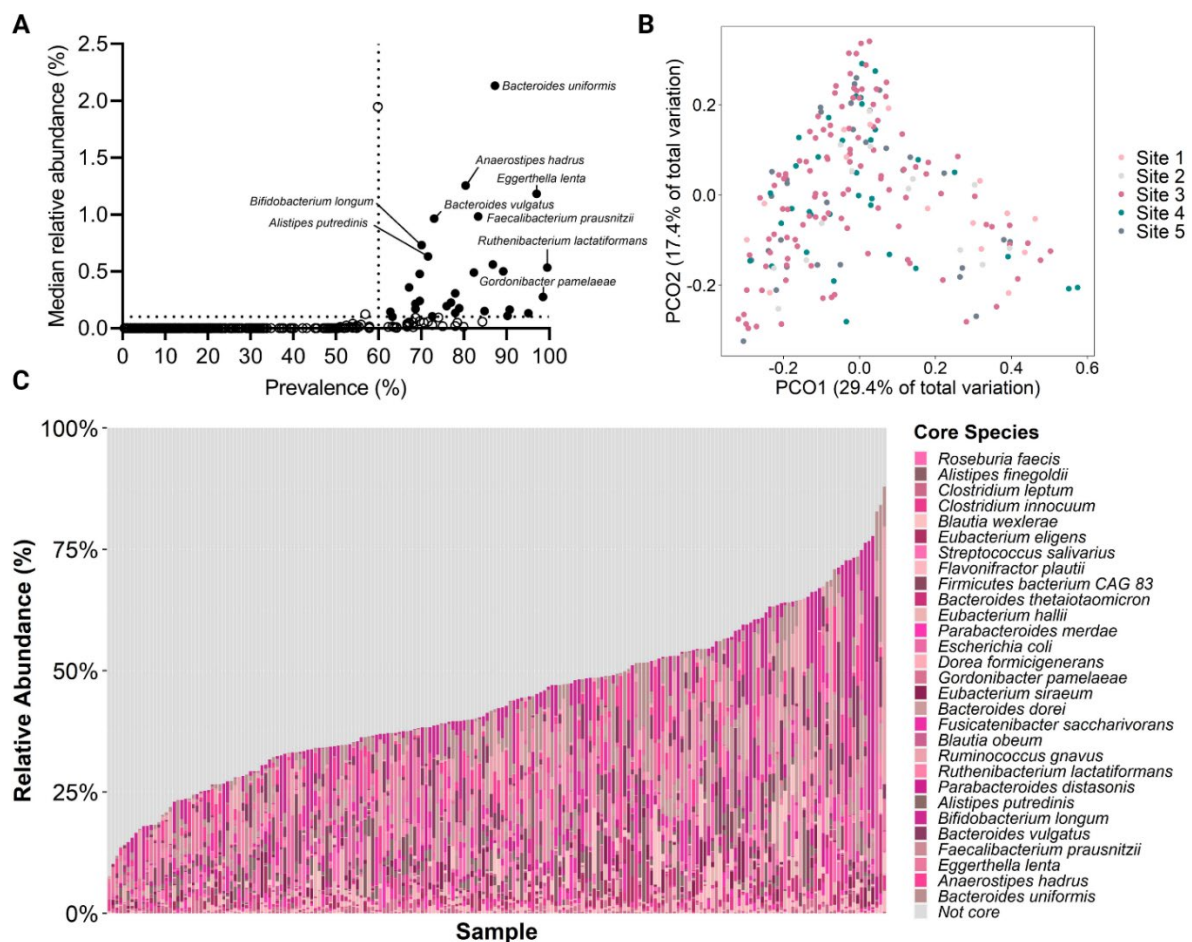 A
Median relative abundance (%)
2.5
2.0
1.5
1.0
0.5
0.0
0 10 20 30 40 50 60 70 80 90 100
Prevalence (%)
Bacteroides uniformis
Anaerostipes hadrus
Eggerthella lenta
Bifidobacterium longum
Bacteroides vulgatus
Alistipes putredinis
Faecalibacterium prausnitzii
Ruthenibacterium lactatiformans
Gordonibacter pamelaeae
B
PCO2 (17.4% of total variation)
0.2
0.0
-0.2
-0.2 0.0 0.2 0.4 0.6
PCO1 (29.4% of total variation)
Site 1
Site 2
Site 3
Site 4
Site 5
C
Relative Abundance (%)
100%
75%
50%
25%
0%
Sample
Core Species
Roseburia faecis
Alistipes finegoldii
Clostridium leptum
Clostridium innocuum
Blautia wexlerae
Eubacterium eligens
Streptococcus salivarius
Flavonifractor plautii
Firmicutes bacterium CAG 83
Bacteroides thetaiotaomicron
Eubacterium hallii
Parabacteroides merdae
Escherichia coli
Dorea formicigenerans
Gordonibacter pamelaeae
Eubacterium siraeum
Bacteroides dorei
Fusicatenibacter saccharivorans
Blautia obeum
Ruminococcus gnavus
Ruthenibacterium lactatiformans
Parabacteroides distasonis
Alistipes putredinis
Bifidobacterium longum
Bacteroides vulgatus
Faecalibacterium prausnitzii
Eggerthella lenta
Anaerostipes hadrus
Bacteroides uniformis
Not core